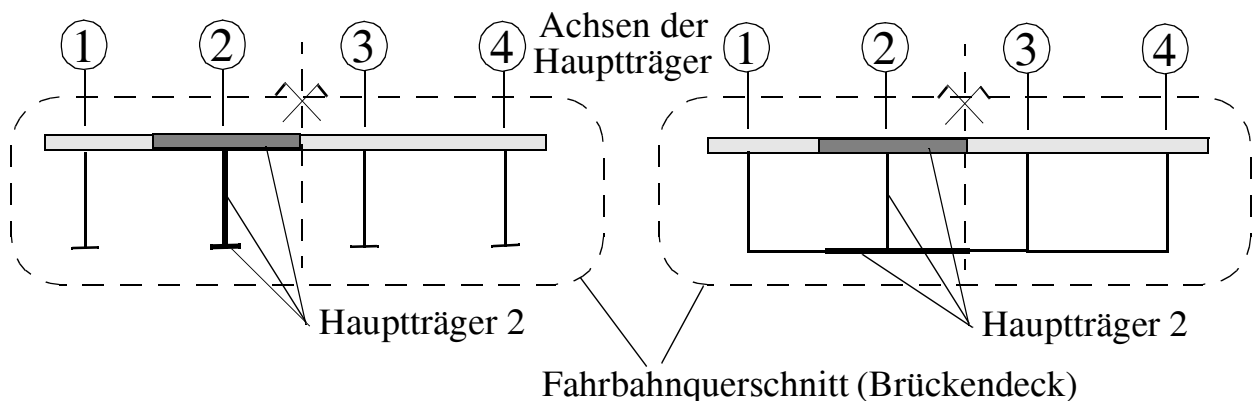 Achsen der
Hauptträger
1 2 3 4
1 2 3 4
Hauptträger 2
Hauptträger 2
Fahrbahnquerschnitt (Brückendeck)